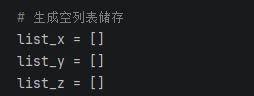 # 生成空列表储存
list_x = []
list_y = []
list_z = []